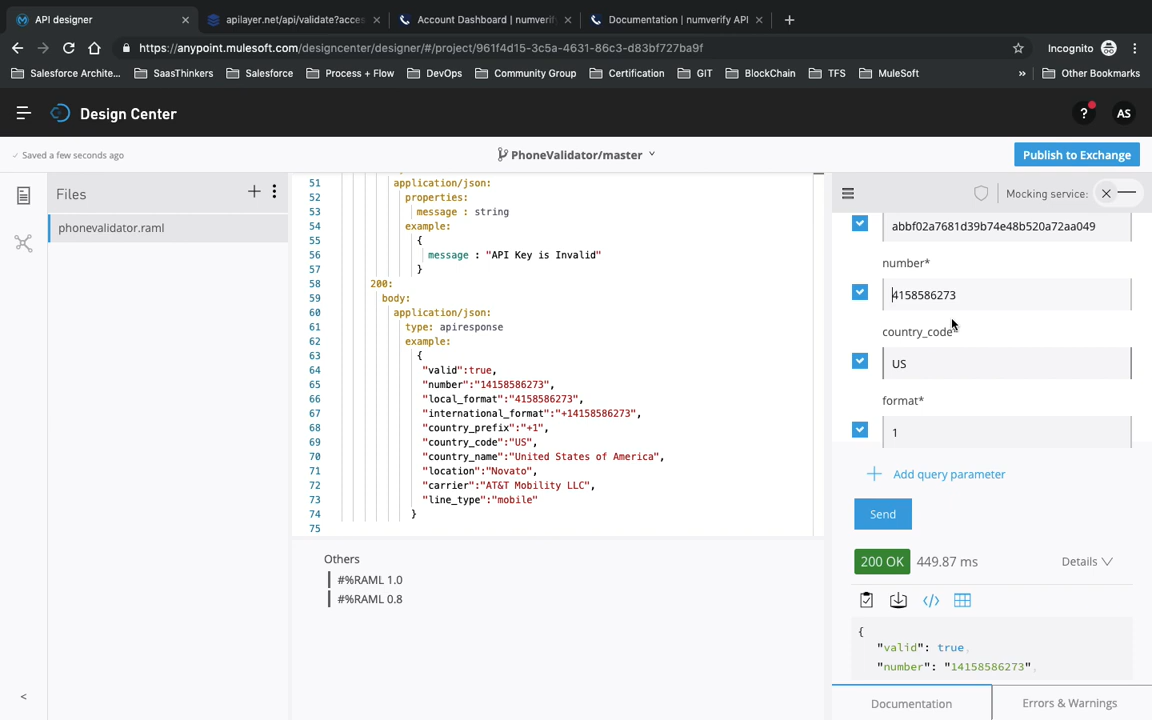 API designer
apilayer.net/api/validate?acces
Account Dashboard | numverify
Documentation | numverify API
https://anypoint.mulesoft.com/designcenter/designer/#/project/961f4d15-3c5a-4631-86c3-d83bf727ba9f
Incognito
Salesforce Archite... SaasThinkers Salesforce Process + Flow DevOps Community Group Certification GIT BlockChain TFS MuleSoft » Other Bookmarks
Design Center
? AS
✓ Saved a few seconds ago
PhoneValidator/master
Publish to Exchange
Files
phonevalidator.raml
<
51 application/json:
52 properties:
53 message : string
54 example:
55 {
56 message : "API Key is Invalid"
57 }
58 200:
59 body:
60 application/json:
61 type: apiresponse
62 example:
63 {
64 "valid":true,
65 "number":"14158586273",
66 "local_format":"4158586273",
67 "international_format":"+14158586273",
68 "country_prefix":"+1",
69 "country_code":"US",
70 "country_name":"United States of America",
71 "location":"Novato",
72 "carrier":"AT&T Mobility LLC",
73 "line_type":"mobile"
74 }
75
Others
#%RAML 1.0
#%RAML 0.8
Mocking service:
abbf02a7681d39b74e48b520a72aa049
number*
4158586273
country_code*
US
format*
1
Add query parameter
Send
200 OK 449.87 ms Details
{
"valid": true,
"number": "14158586273",
Documentation
Errors & Warnings